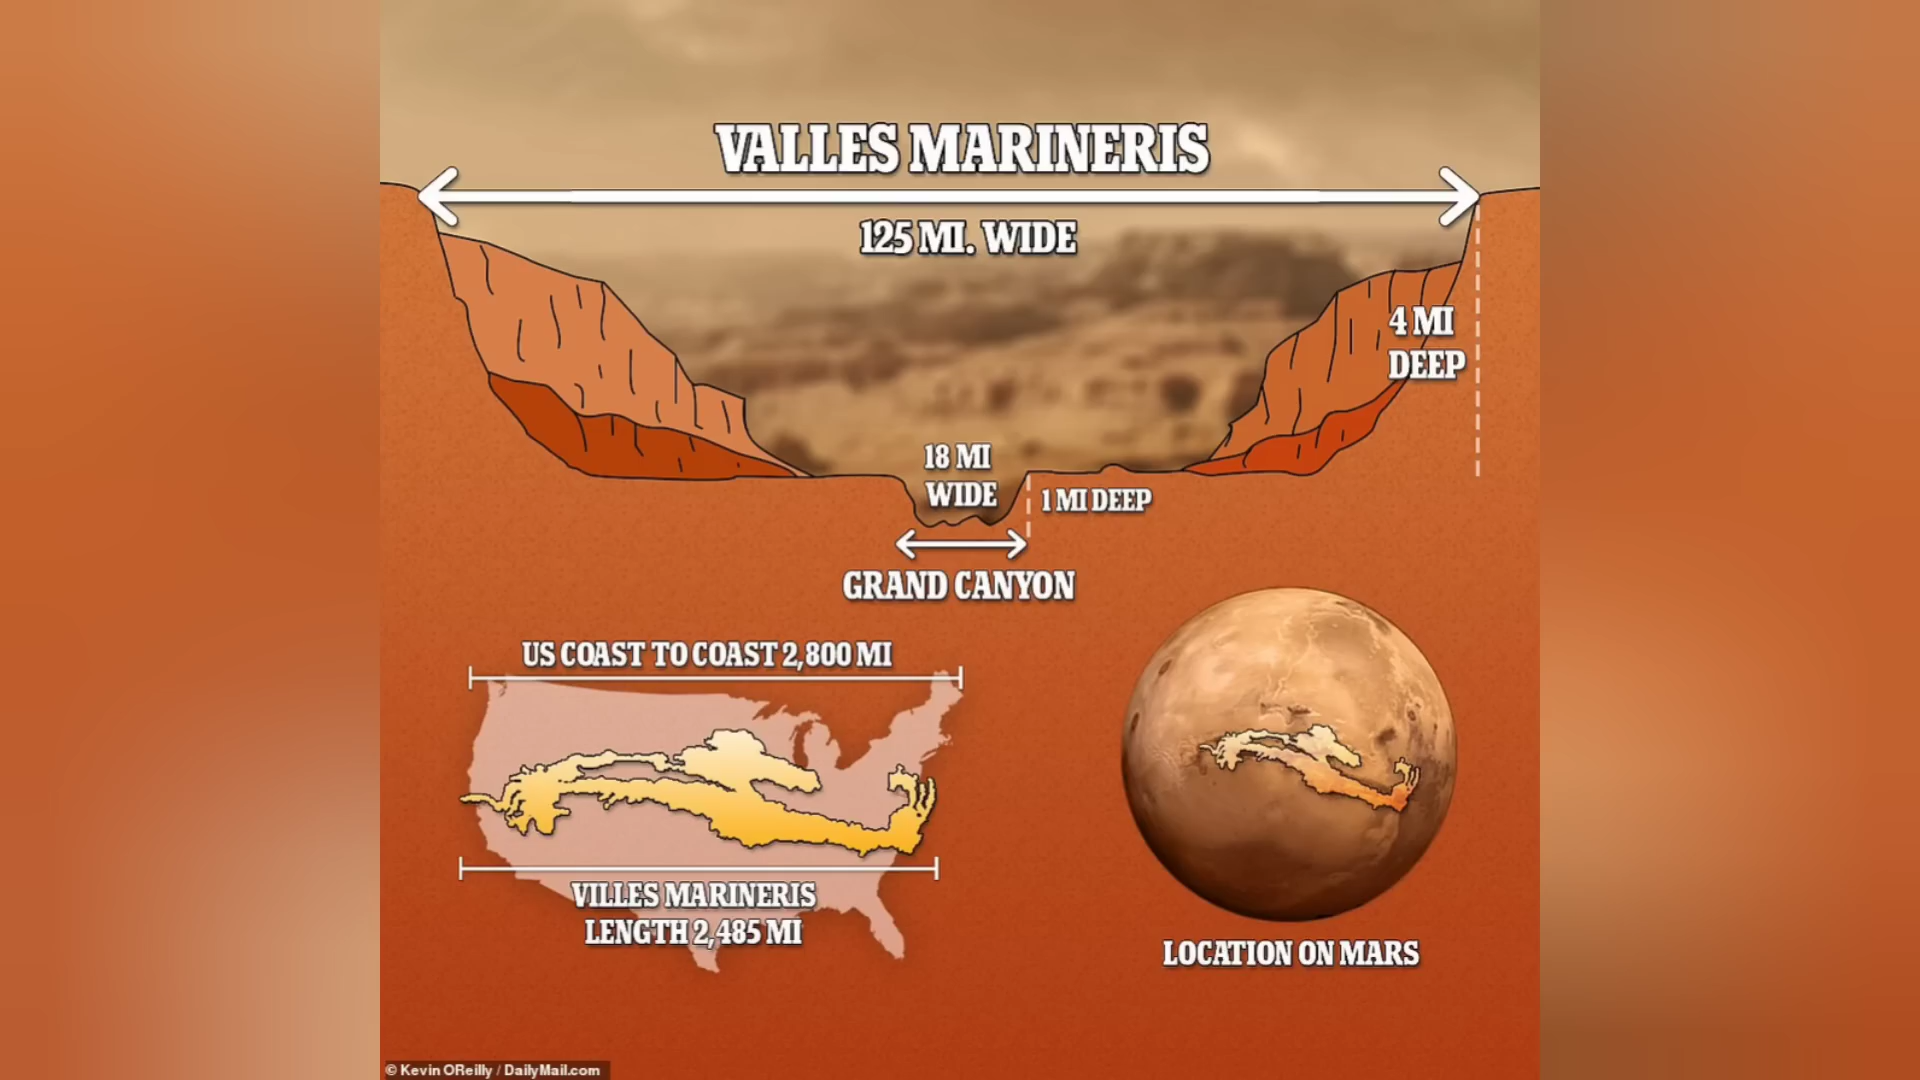 VALLES MARINERIS
125 MI. WIDE
4 MI
DEEP
18 MI
WIDE
1 MI DEEP
GRAND CANYON
US COAST TO COAST 2,800 MI
VILLES MARINERIS
LENGTH 2,485 MI
LOCATION ON MARS
© Kevin OReilly / DailyMail.com